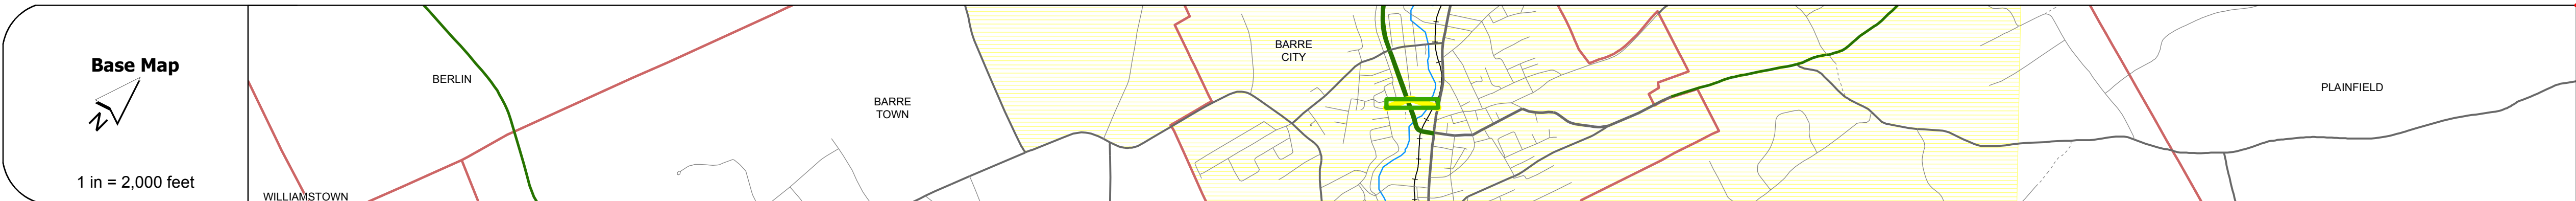 Base Map
N
1 in = 2,000 feet
WILLIAMSTOWN
BERLIN
BARRE
TOWN
BARRE
CITY
PLAINFIELD